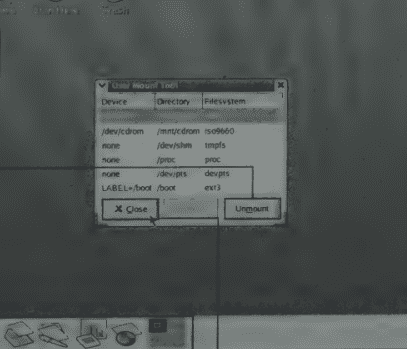 User Mount Tool
Device Directory Filesystem
/dev/cdrom /mnt/cdrom iso9660
none /dev/shm tmpfs
none /proc proc
none /dev/pts devpts
LABEL=/boot /boot ext3
Close Unmount